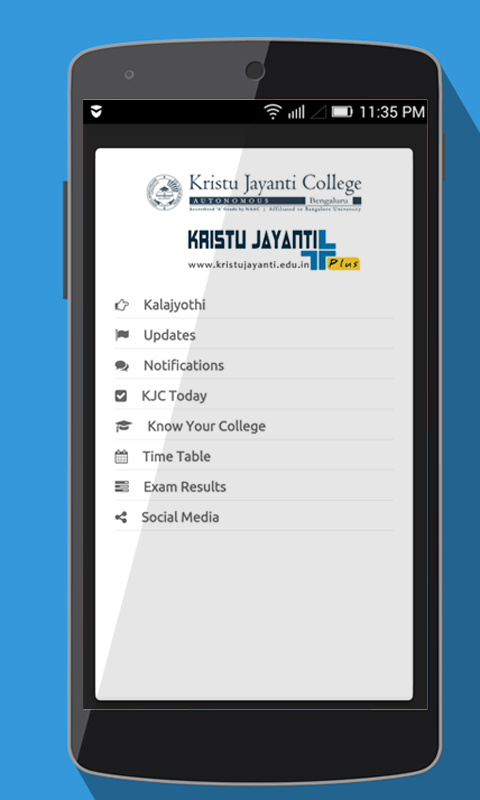 11:35 PM
Kristu Jayanti College
AUTONOMOUS Bengaluru
Accredited 'A' Grade by NAAC | Affiliated to Bangalore University
KRISTU JAYANTI
www.kristujayanti.edu.in Plus
Kalajyothi
Updates
Notifications
KJC Today
Know Your College
Time Table
Exam Results
Social Media